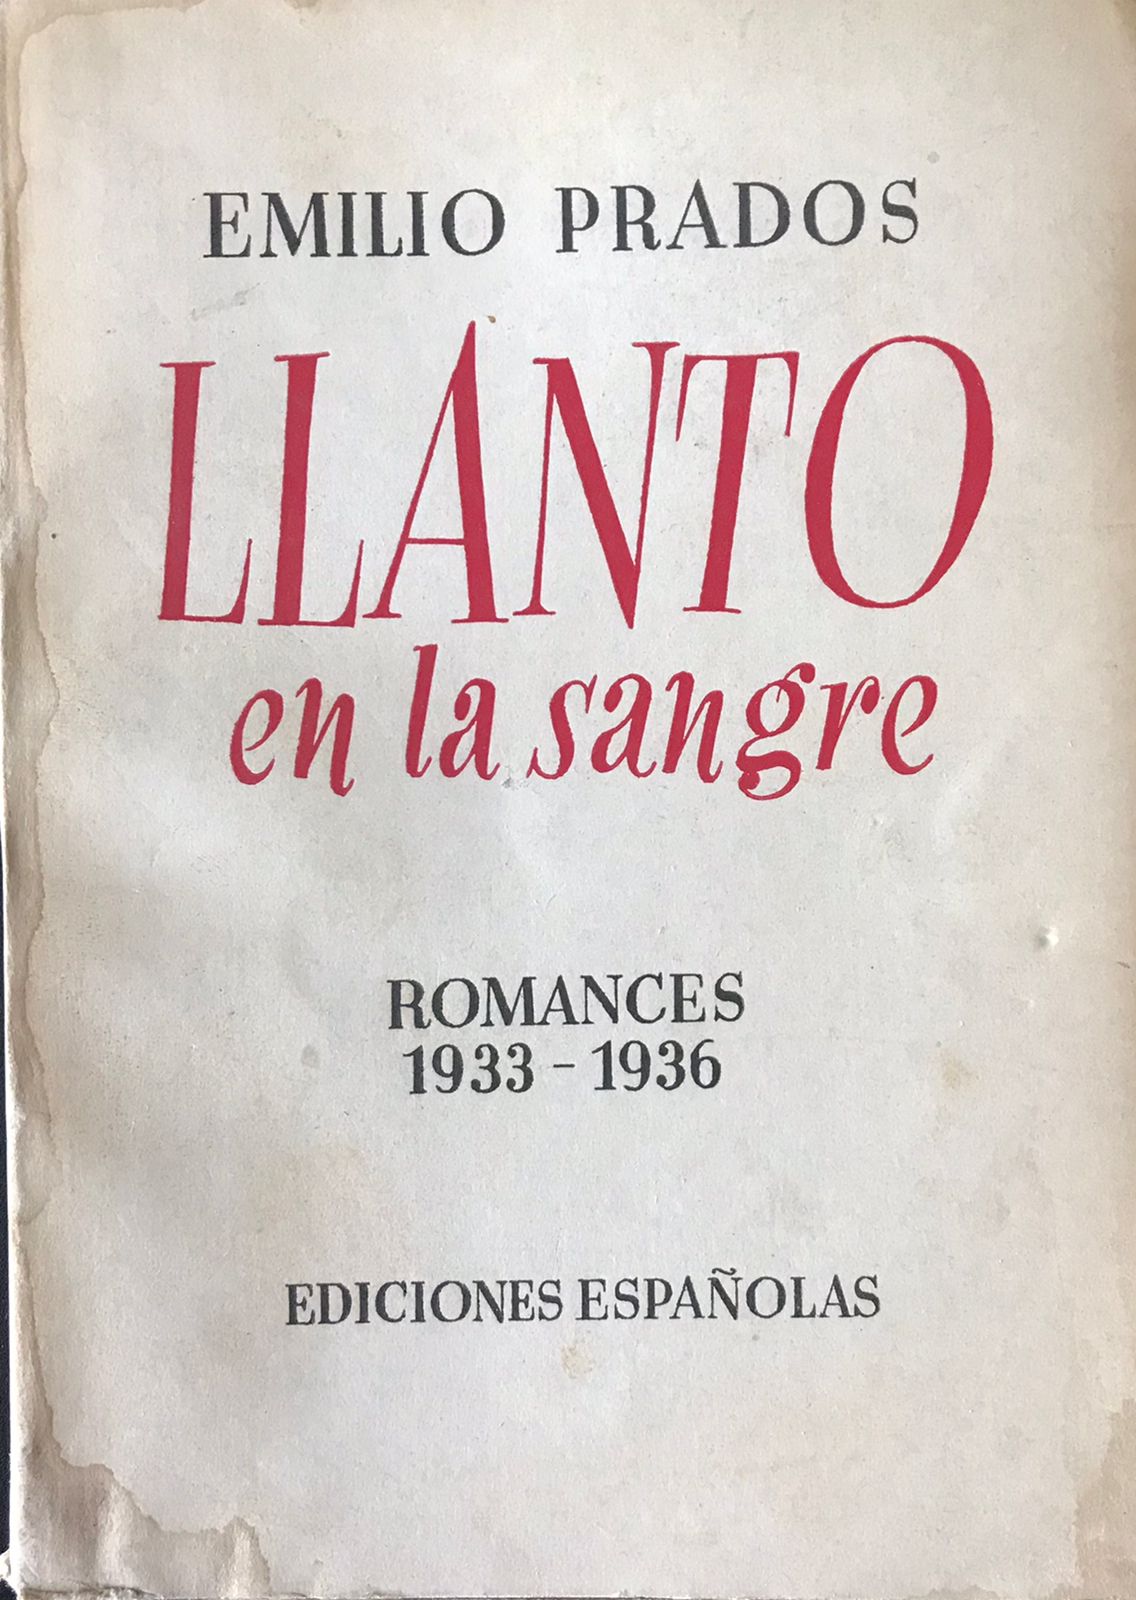 EMILIO PRADOS
LLANTO
en la sangre
ROMANCES
1933 - 1936
EDICIONES ESPAÑOLAS